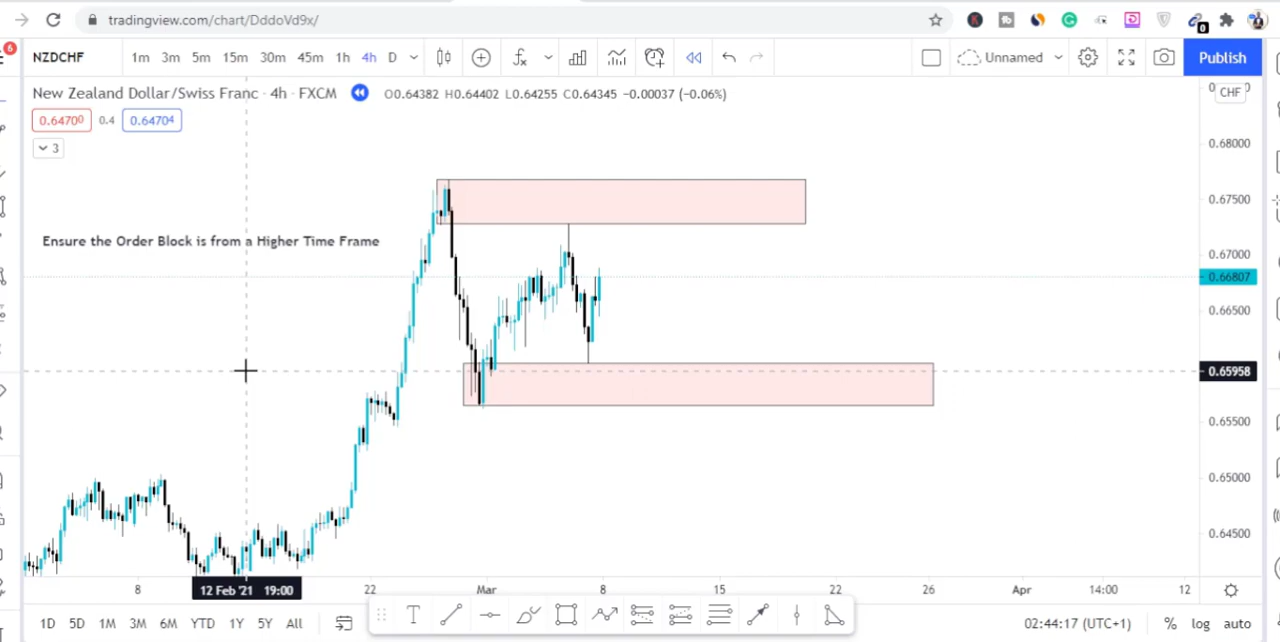 tradingview.com/chart/DddoVd9x/
0
6
NZDCHF 1m 3m 5m 15m 30m 45m 1h 4h D Unnamed Publish
New Zealand Dollar/Swiss Franc · 4h · FXCM O0.64382 H0.64402 L0.64255 C0.64345 −0.00037 (−0.06%)
CHF
0.64700 0.4 0.64704
3
0.68000
0.67500
Ensure the Order Block is from a Higher Time Frame
0.67000
0.66807
0.66500
0.65958
0.65500
0.65000
0.64500
8 12 Feb '21 19:00 22 Mar 8 15 22 26 Apr 14:00 12
1D 5D 1M 3M 6M YTD 1Y 5Y All T 02:44:17 (UTC+1) % log auto